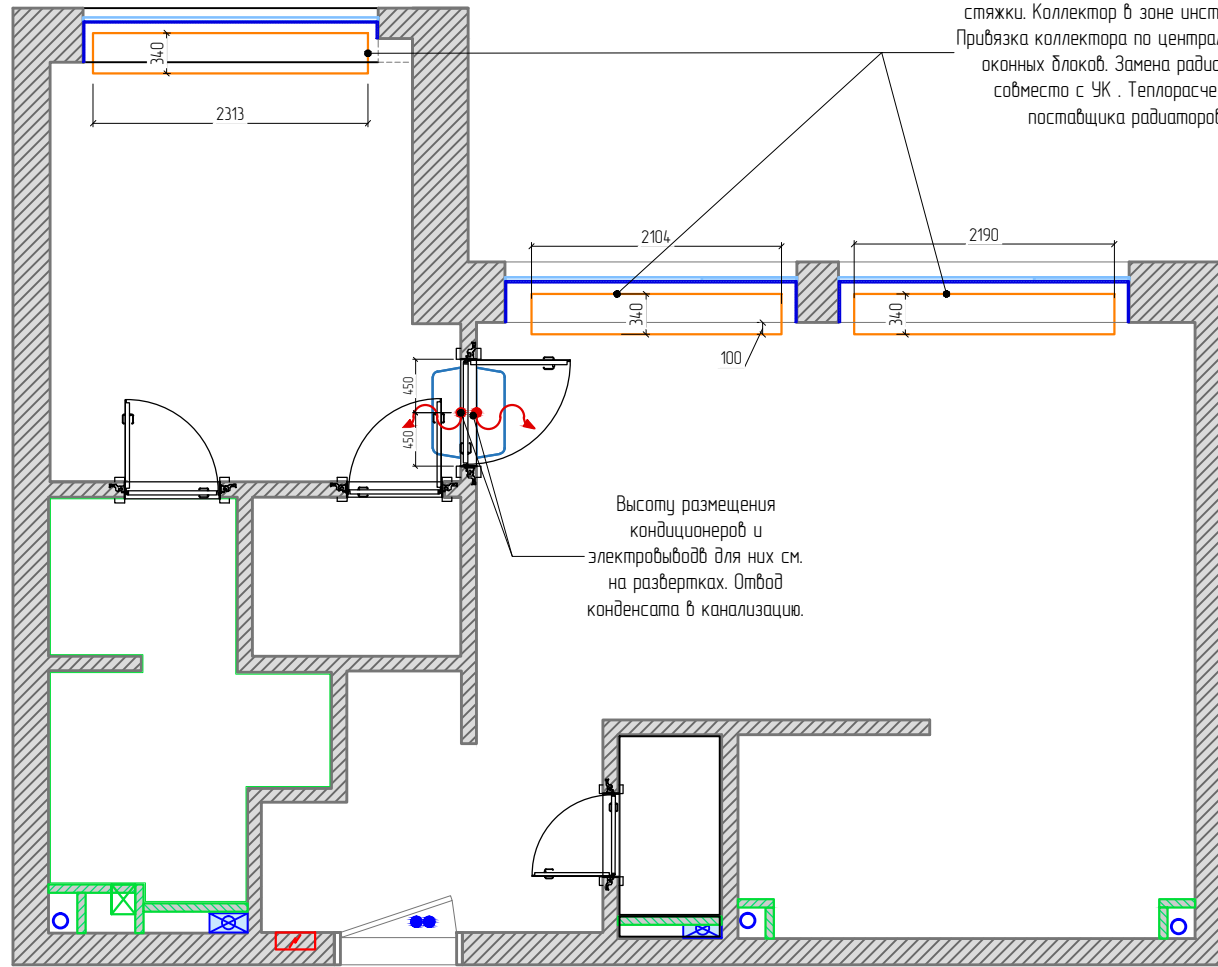 стяжки. Коллектор в зоне инст
Привязка коллектора по централ
оконных блоков. Замена радиа
совместо с УК . Теплорасче
поставщика радиаторов
340
2313
2104
2190
340
340
100
450
450
Высоту размещения
кондиционеров и
электровыводв для них см.
на развертках. Отвод
конденсата в канализацию.